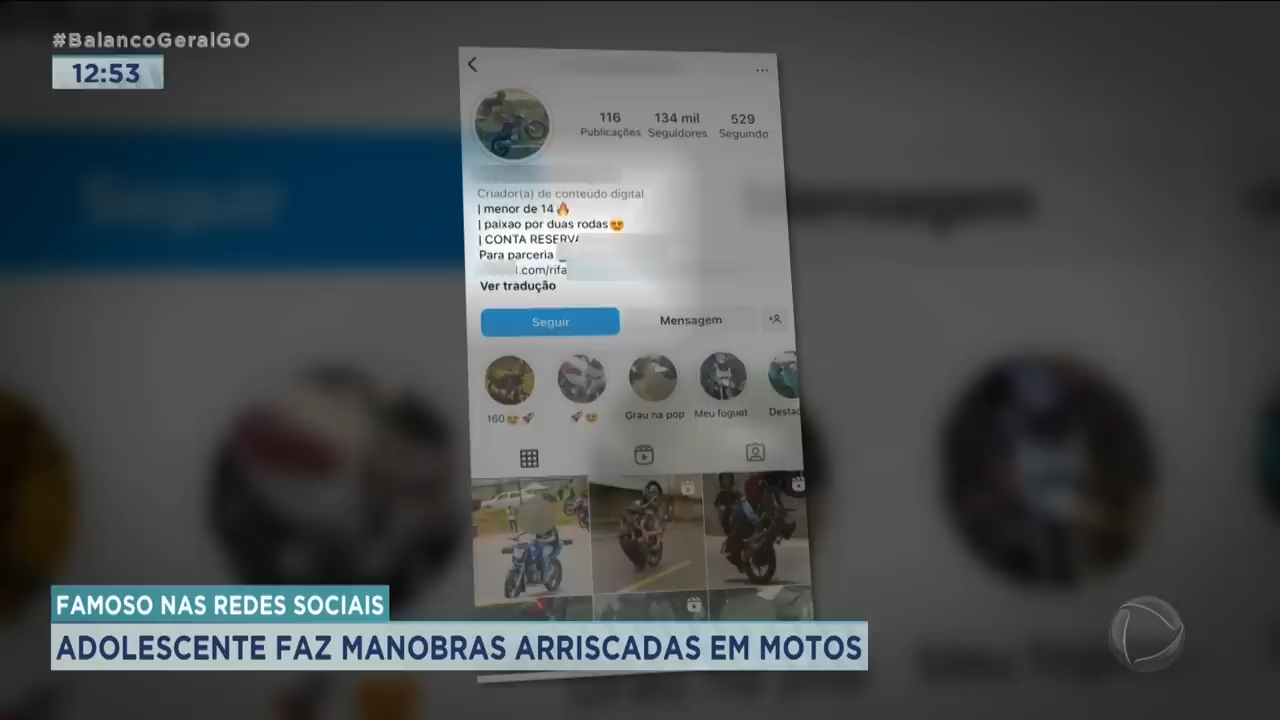 #BalancoGeralGO
12:53
116
134 mil
529
Publicações
Seguidores
Seguindo
Criador(a) de conteúdo digital
| menor de 14🔥
| paixao por duas rodas😍
| CONTA RESERVA
Para parceria _
.com/rifa
Ver tradução
Seguir
Mensagem
160😍🚀
🚀😍
Grau na pop
Meu foguet
Destac
FAMOSO NAS REDES SOCIAIS
ADOLESCENTE FAZ MANOBRAS ARRISCADAS EM MOTOS